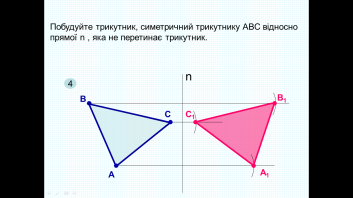 Побудуйте трикутник, симетричний трикутнику АВС відносно
прямої n , яка не перетинає трикутник.
n
4
B
B1
C
C1
A
A1